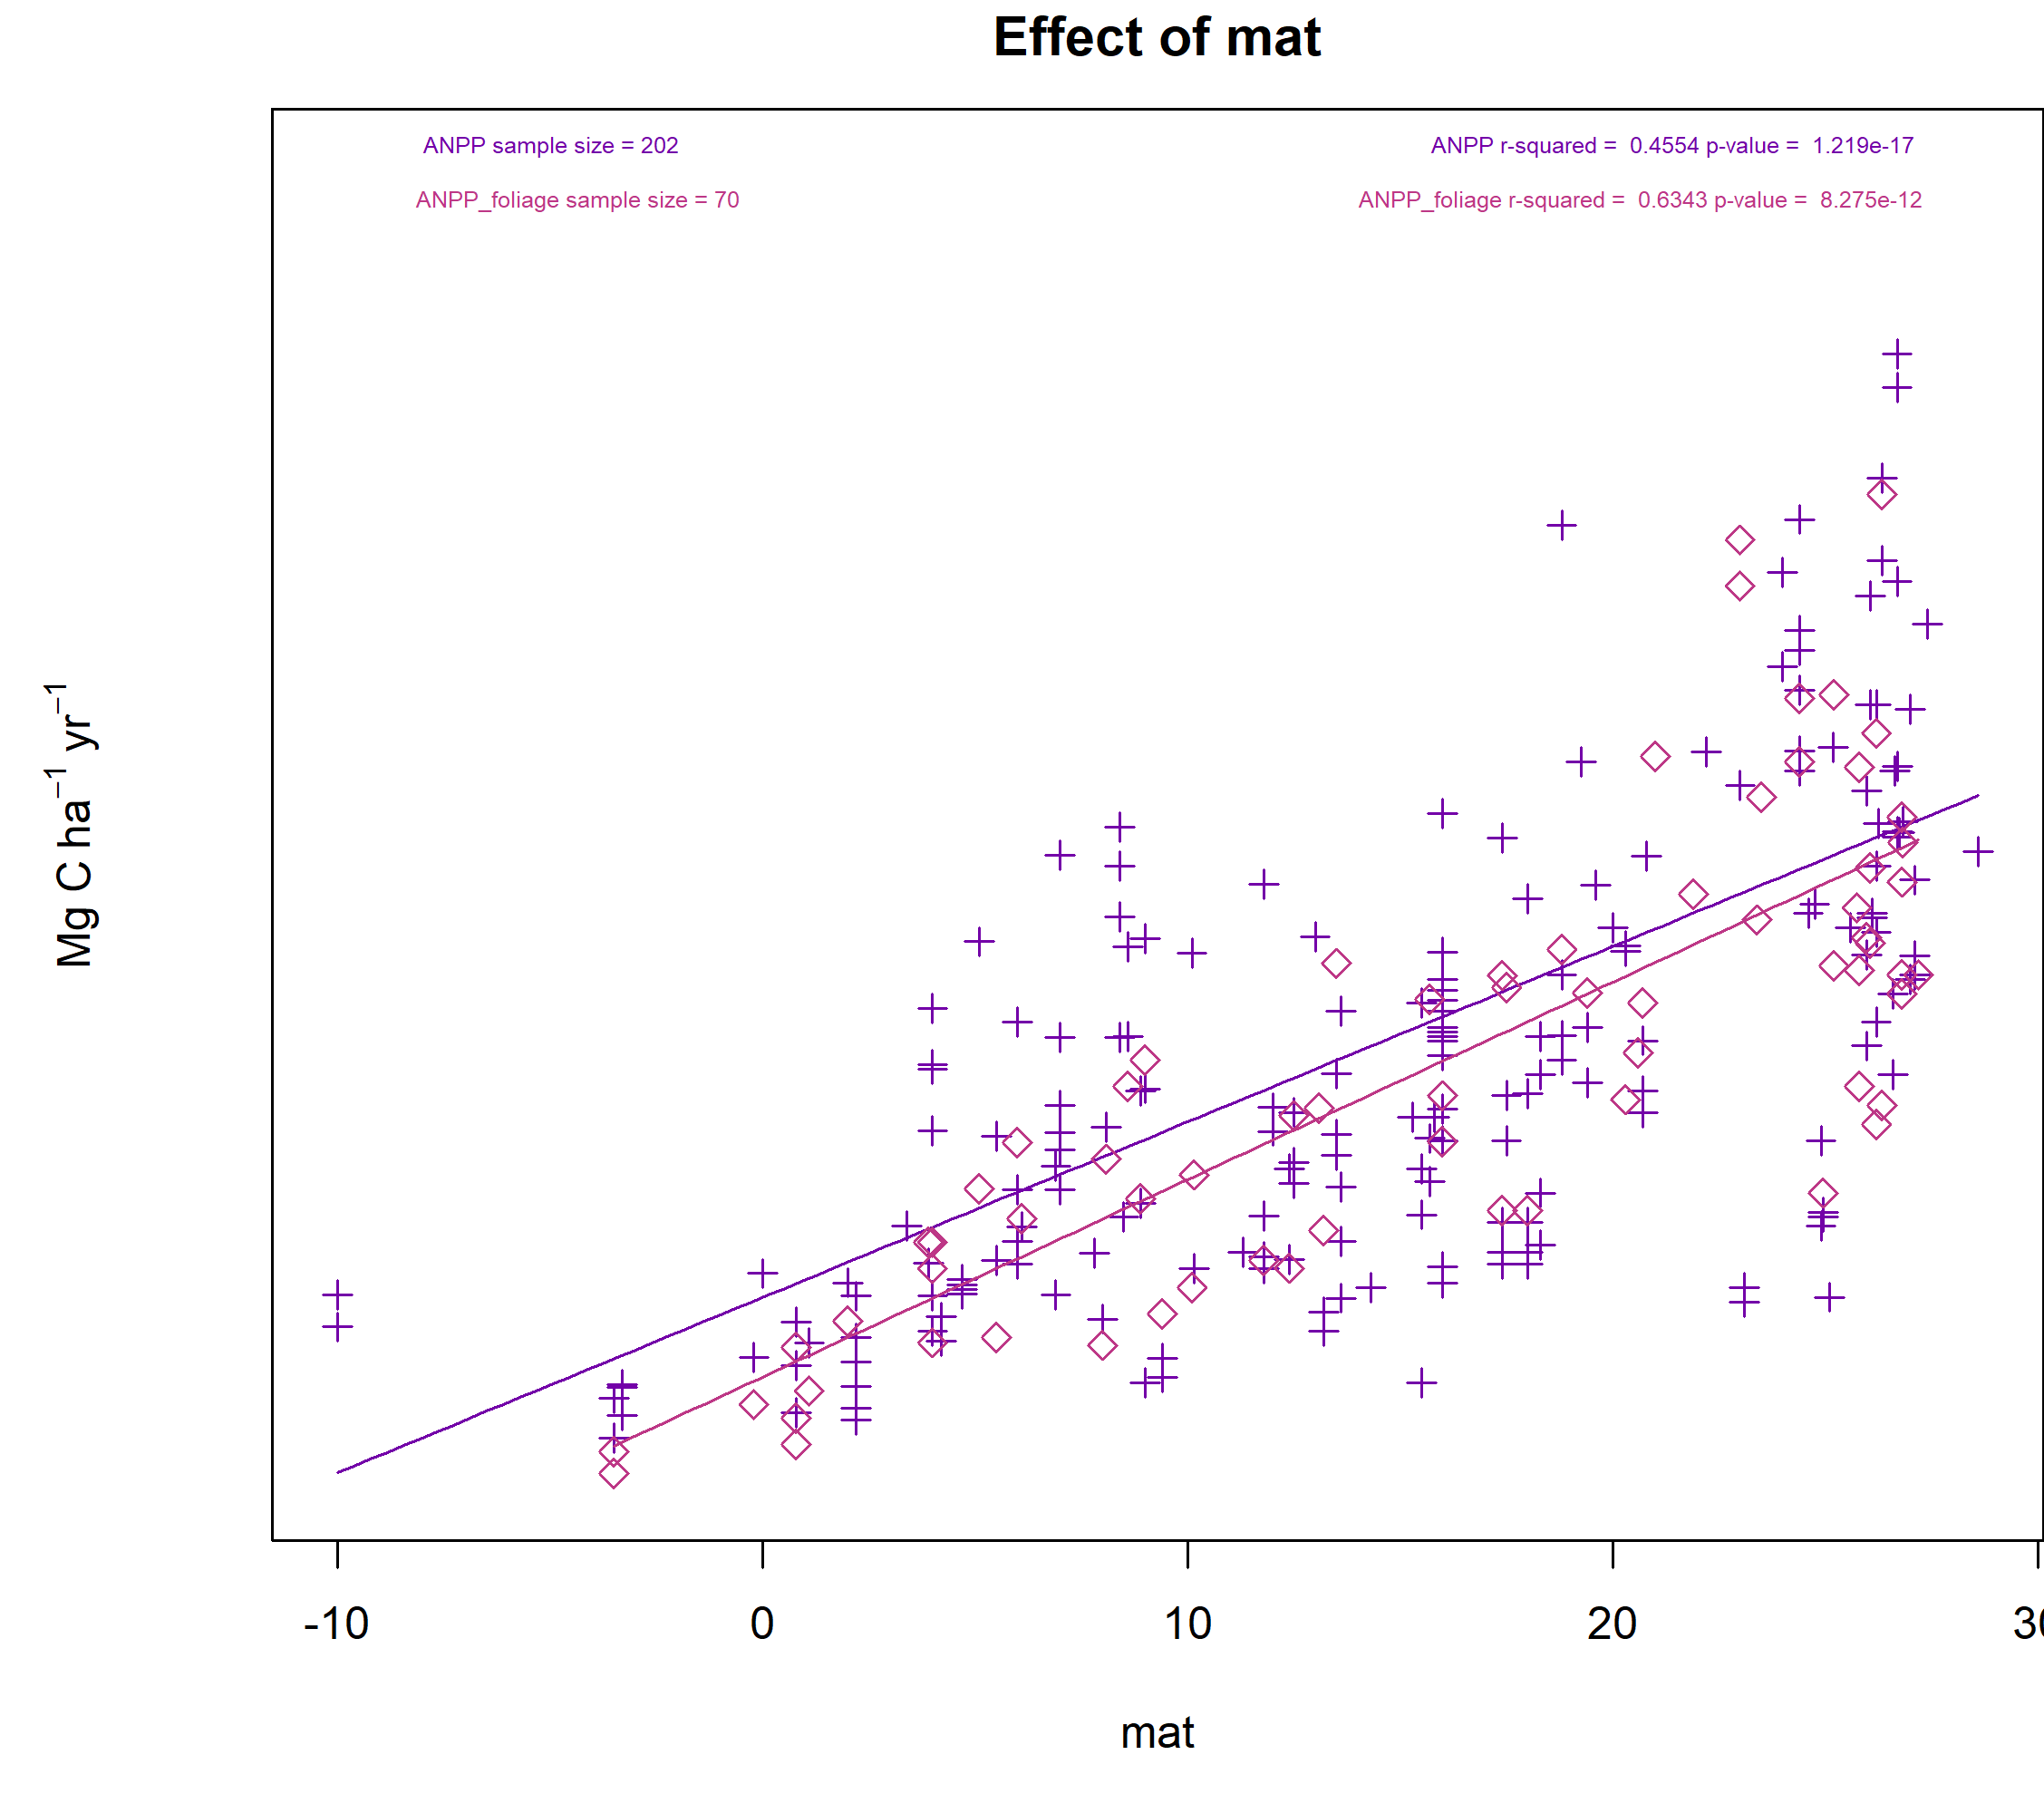 Effect of mat
ANPP sample size = 202
ANPP r-squared =  0.4554 p-value =  1.219e-17
ANPP_foliage sample size = 70
ANPP_foliage r-squared =  0.6343 p-value =  8.275e-12
Mg C ha⁻¹ yr⁻¹
-10 0 10 20 30
mat